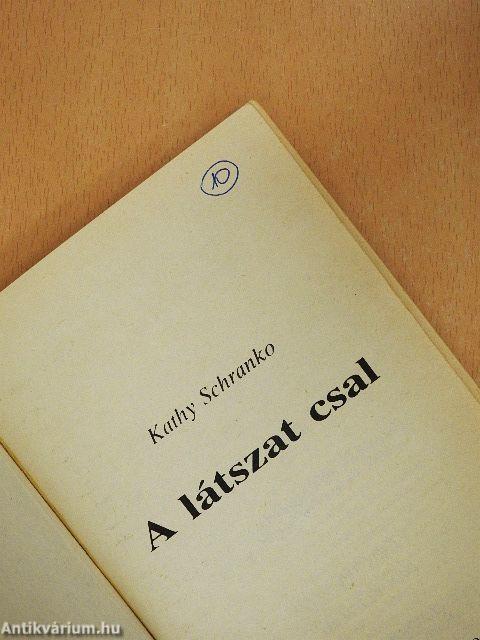 10
Kathy Schranko
A látszat csal
Antikvárium.hu